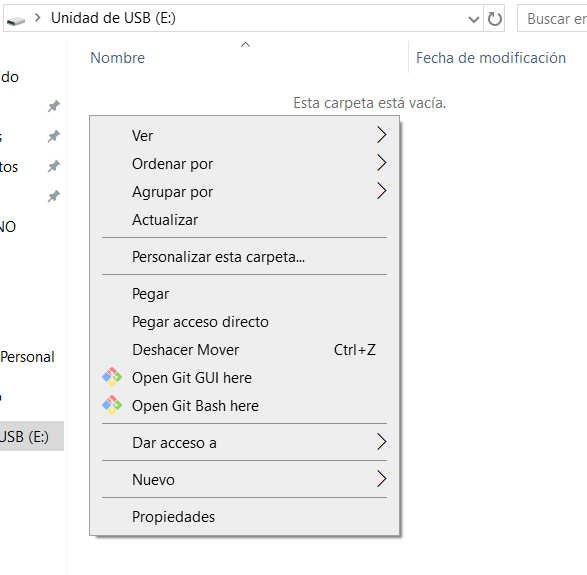 Unidad de USB (E:)
Buscar en
Nombre
Fecha de modificación
Esta carpeta está vacía.
do
s
tos
NO
Personal
USB (E:)
Ver
Ordenar por
Agrupar por
Actualizar
Personalizar esta carpeta...
Pegar
Pegar acceso directo
Deshacer Mover Ctrl+Z
Open Git GUI here
Open Git Bash here
Dar acceso a
Nuevo
Propiedades